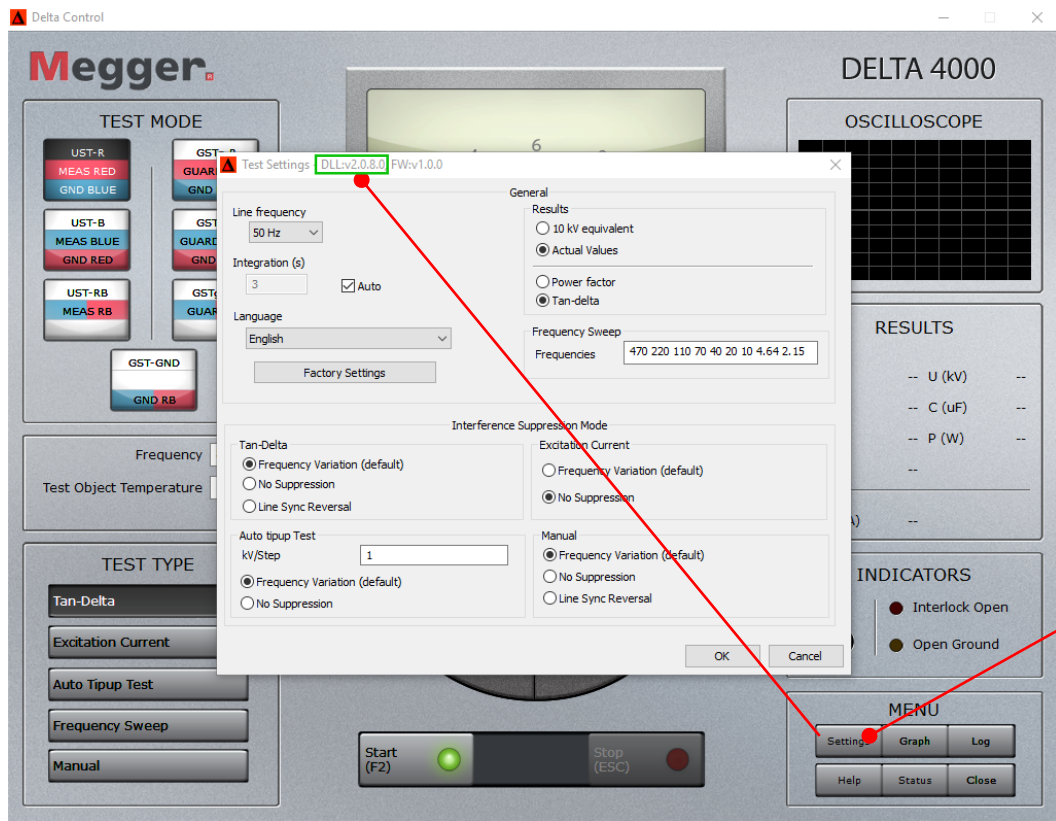 Delta Control
Megger.
DELTA 4000
TEST MODE
UST-R
MEAS RED
GND BLUE
UST-B
MEAS BLUE
GND RED
UST-RB
MEAS RB
GST-GND
GND RB
GST
GUAR
GND
GST
GUARD
GND
GUAR
6
OSCILLOSCOPE
Test Settings - DLL:v2.0.8.0 FW:v1.0.0
General
Line frequency
50 Hz
Integration (s)
3
Auto
Language
English
Factory Settings
Results
10 kV equivalent
Actual Values
Power factor
Tan-delta
Frequency Sweep
Frequencies
470 220 110 70 40 20 10 4.64 2.15
Interference Suppression Mode
Tan-Delta
Frequency Variation (default)
No Suppression
Line Sync Reversal
Excitation Current
Frequency Variation (default)
No Suppression
Auto tipup Test
kV/Step
1
Frequency Variation (default)
No Suppression
Manual
Frequency Variation (default)
No Suppression
Line Sync Reversal
OK
Cancel
RESULTS
-- U (kV) --
-- C (uF) --
-- P (W) --
--
--
Frequency
Test Object Temperature
TEST TYPE
Tan-Delta
Excitation Current
Auto Tipup Test
Frequency Sweep
Manual
INDICATORS
Interlock Open
Open Ground
Start
(F2)
Stop
(ESC)
MENU
Settings
Graph
Log
Help
Status
Close